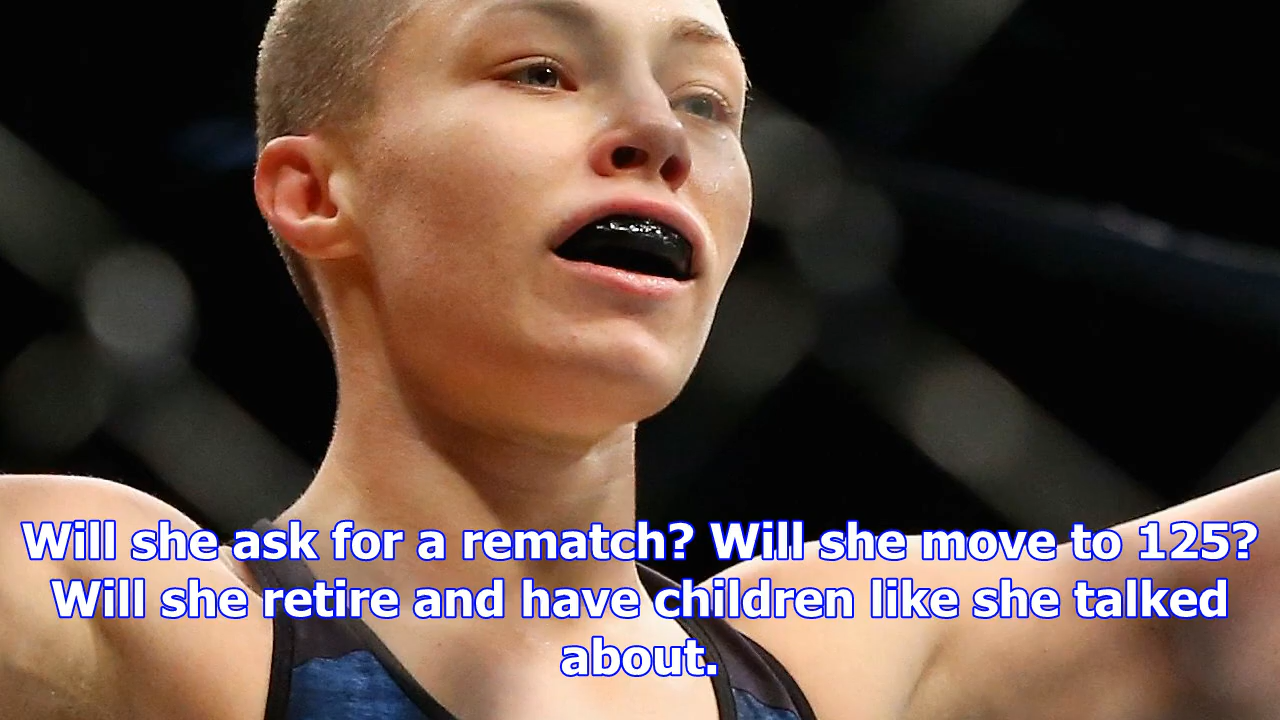 Will she ask for a rematch? Will she move to 125?
Will she retire and have children like she talked
about.